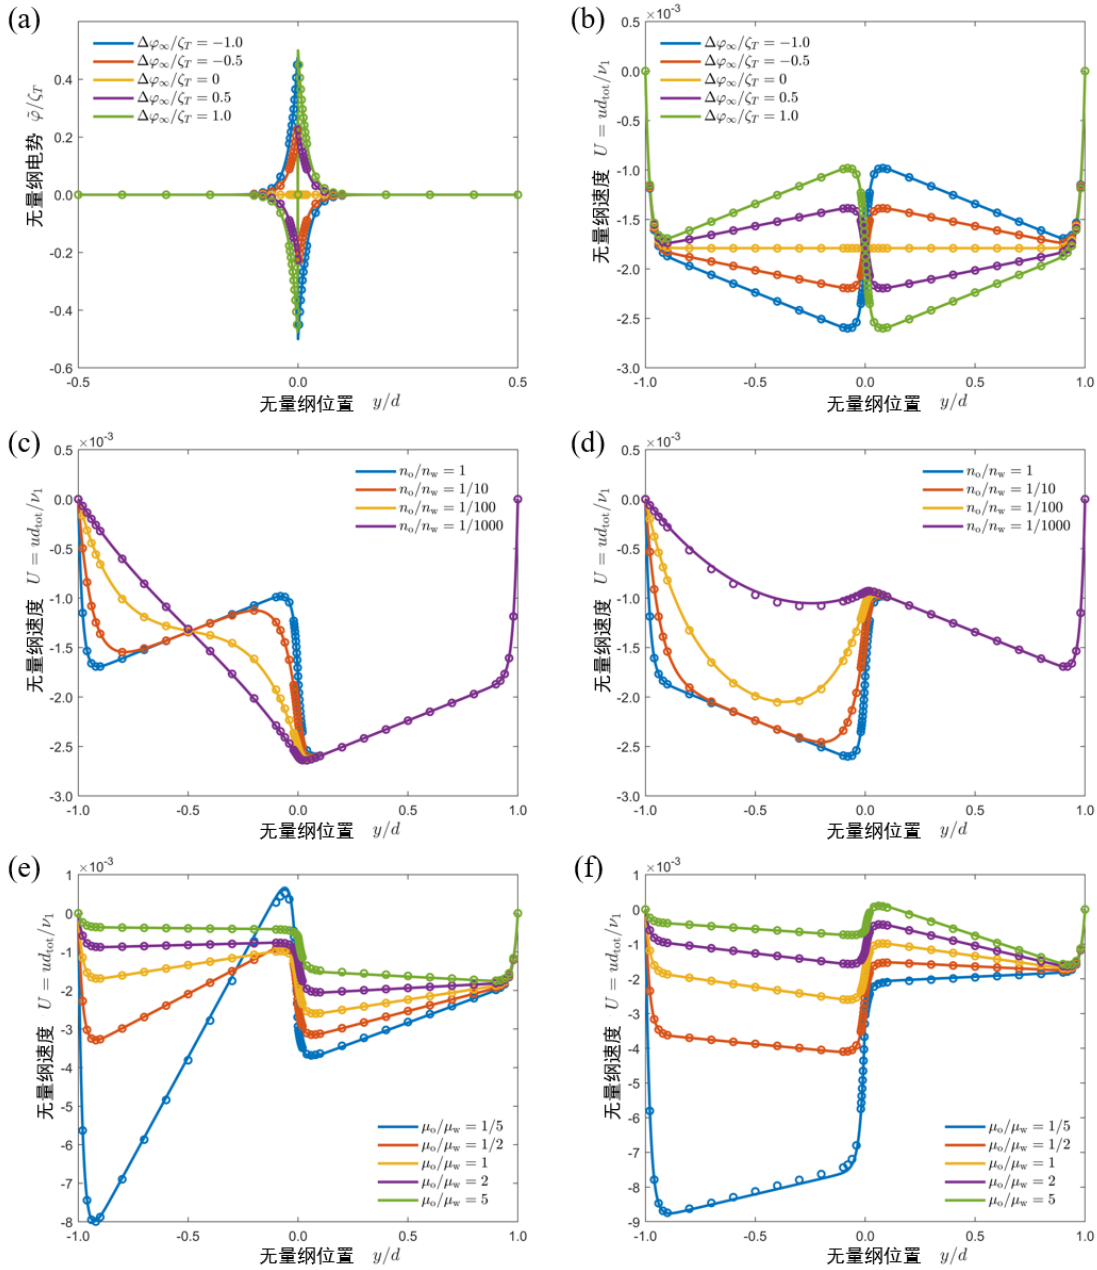 (a)
Δφ∞/ζT = −1.0
Δφ∞/ζT = −0.5
Δφ∞/ζT = 0
Δφ∞/ζT = 0.5
Δφ∞/ζT = 1.0
0.4
0.2
0.0
-0.2
-0.4
-0.6
-0.5
0.0
0.5
无量纲电势 φ̃/ζT
无量纲位置 y/d
(b)
×10⁻³
Δφ∞/ζT = −1.0
Δφ∞/ζT = −0.5
Δφ∞/ζT = 0
Δφ∞/ζT = 0.5
Δφ∞/ζT = 1.0
0.5
0.0
-0.5
-1.0
-1.5
-2.0
-2.5
-3.0
-1.0
-0.5
0.0
0.5
1.0
无量纲速度 U = udtot/ν1
无量纲位置 y/d
(c)
×10⁻³
no/nw = 1
no/nw = 1/10
no/nw = 1/100
no/nw = 1/1000
0.5
0.0
-0.5
-1.0
-1.5
-2.0
-2.5
-3.0
-1.0
-0.5
0.0
0.5
1.0
无量纲速度 U = udtot/ν1
无量纲位置 y/d
(d)
×10⁻³
no/nw = 1
no/nw = 1/10
no/nw = 1/100
no/nw = 1/1000
0.5
0.0
-0.5
-1.0
-1.5
-2.0
-2.5
-3.0
-1.0
-0.5
0.0
0.5
1.0
无量纲速度 U = udtot/ν1
无量纲位置 y/d
(e)
×10⁻³
1
0
-1
-2
-3
-4
-5
-6
-7
-8
μo/μw = 1/5
μo/μw = 1/2
μo/μw = 1
μo/μw = 2
μo/μw = 5
-1.0
-0.5
0.0
0.5
1.0
无量纲速度 U = udtot/ν1
无量纲位置 y/d
(f)
×10⁻³
1
0
-1
-2
-3
-4
-5
-6
-7
-8
-9
μo/μw = 1/5
μo/μw = 1/2
μo/μw = 1
μo/μw = 2
μo/μw = 5
-1.0
-0.5
0.0
0.5
1.0
无量纲速度 U = udtot/ν1
无量纲位置 y/d